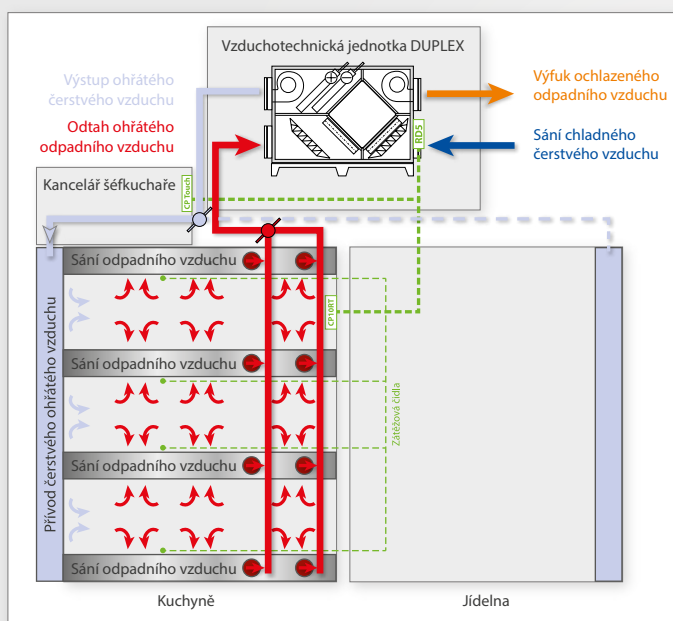 Vzduchotechnická jednotka DUPLEX
Výstup ohřátého
čerstvého vzduchu
Odtah ohřátého
odpadního vzduchu
Výfuk ochlazeného
odpadního vzduchu
Sání chladného
čerstvého vzduchu
RD5
Kancelář šéfkuchaře
CP Touch
Přívod čerstvého ohřátého vzduchu
Sání odpadního vzduchu
CP10RT
Sání odpadního vzduchu
Zátěžová čidla
Sání odpadního vzduchu
Sání odpadního vzduchu
Kuchyně
Jídelna